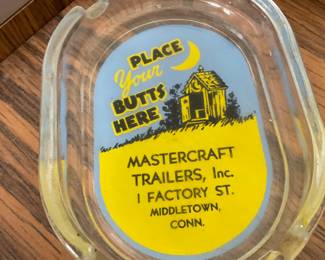 PLACE
Your
BUTTS
HERE
MASTERCRAFT
TRAILERS, Inc.
1 FACTORY ST.
MIDDLETOWN,
CONN.